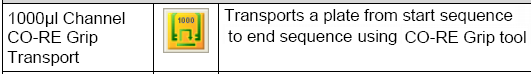 1000µl Channel
CO-RE Grip
Transport
1000
Transports a plate from start sequence
to end sequence using CO-RE Grip tool